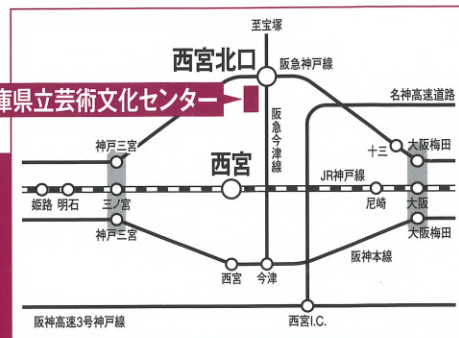 至宝塚
西宮北口
阪急神戸線
庫県立芸術文化センター
名神高速道路
阪急今津線
神戸三宮
十三
大阪梅田
西宮
JR神戸線
姫路
明石
三ノ宮
尼崎
大阪
神戸三宮
大阪梅田
阪神本線
西宮
今津
阪神高速3号神戸線
西宮I.C.